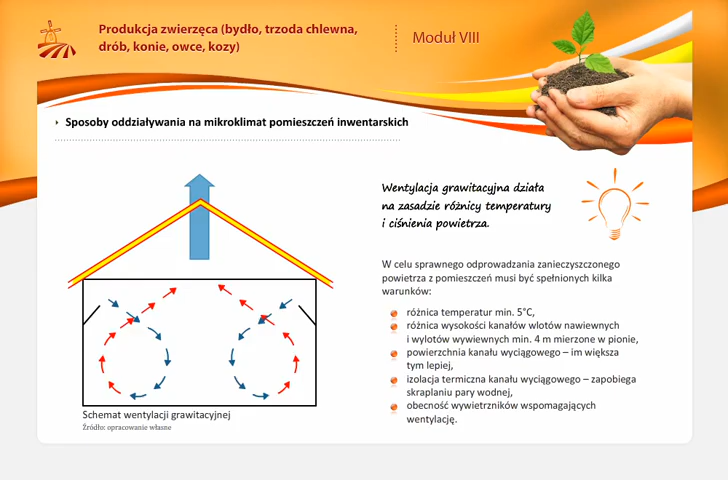 Produkcja zwierzęca (bydło, trzoda chlewna,
drób, konie, owce, kozy)
Moduł VIII
Sposoby oddziaływania na mikroklimat pomieszczeń inwentarskich
Wentylacja grawitacyjna działa
na zasadzie różnicy temperatury
i ciśnienia powietrza.
W celu sprawnego odprowadzania zanieczyszczonego
powietrza z pomieszczeń musi być spełnionych kilka
warunków:
różnica temperatur min. 5°C,
różnica wysokości kanałów wlotów nawiewnych
i wylotów wywiewnych min. 4 m mierzone w pionie,
powierzchnia kanału wyciągowego – im większa
tym lepiej,
izolacja termiczna kanału wyciągowego – zapobiega
skraplaniu pary wodnej,
obecność wywietrzników wspomagających
wentylację.
Schemat wentylacji grawitacyjnej
Źródło: opracowanie własne